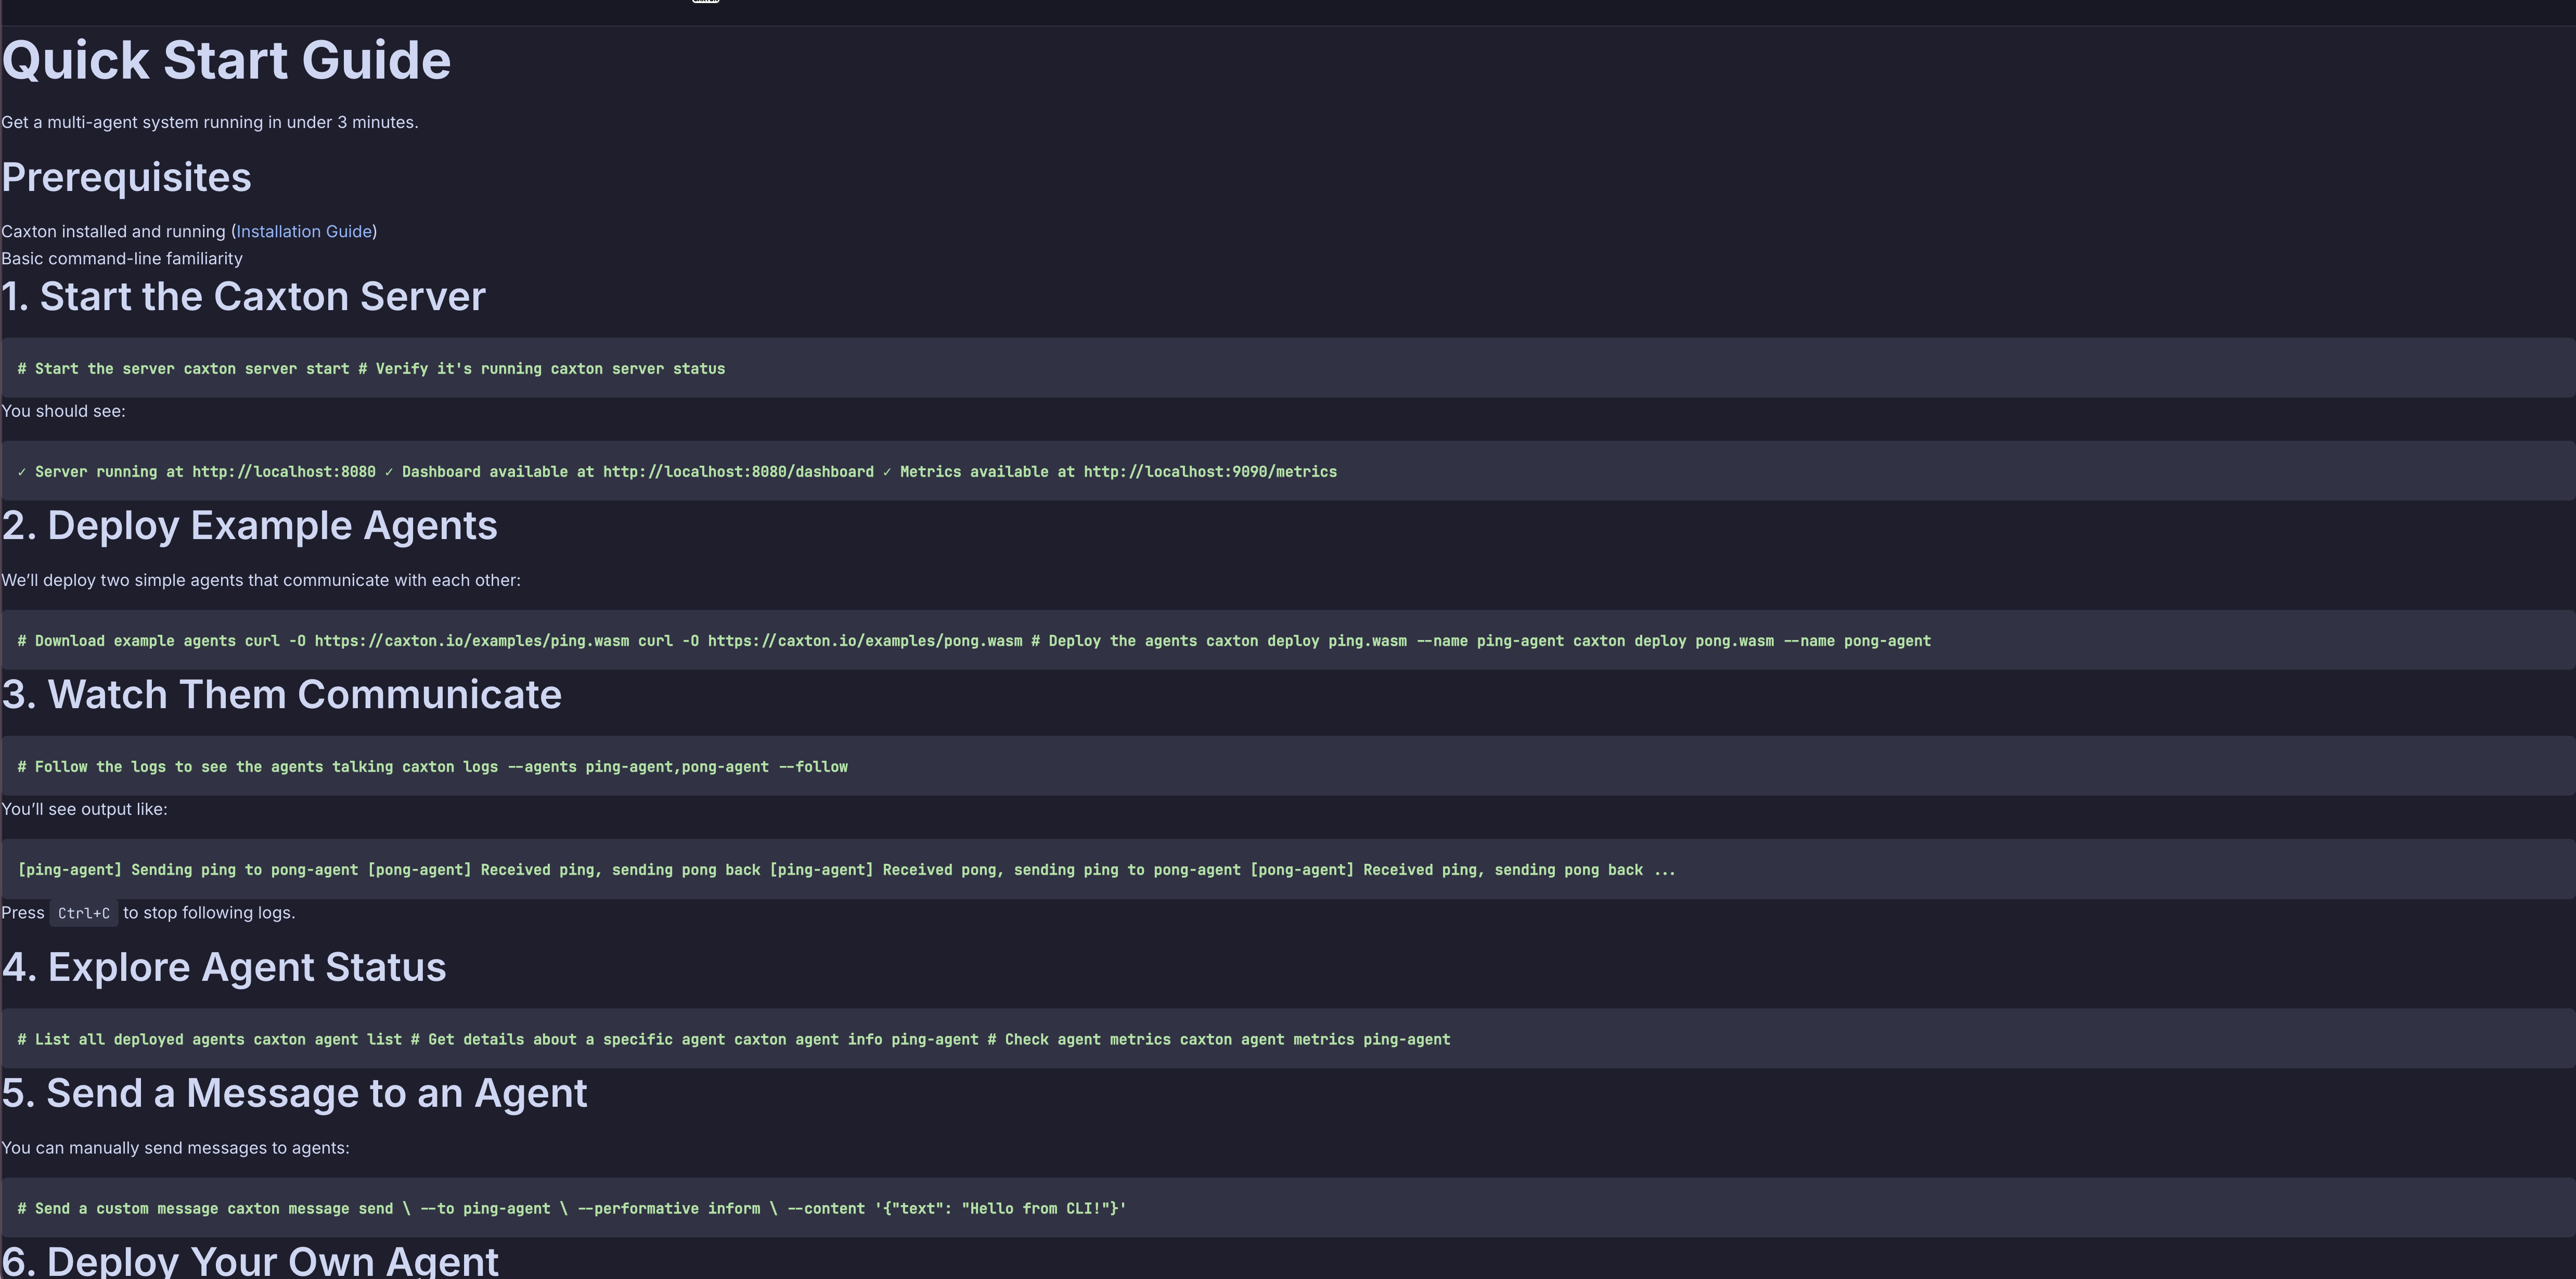 Quick Start Guide
Get a multi-agent system running in under 3 minutes.
Prerequisites
Caxton installed and running (Installation Guide)
Basic command-line familiarity
1. Start the Caxton Server
# Start the server caxton server start # Verify it's running caxton server status
You should see:
✓ Server running at http://localhost:8080 ✓ Dashboard available at http://localhost:8080/dashboard ✓ Metrics available at http://localhost:9090/metrics
2. Deploy Example Agents
We’ll deploy two simple agents that communicate with each other:
# Download example agents curl -O https://caxton.io/examples/ping.wasm curl -O https://caxton.io/examples/pong.wasm # Deploy the agents caxton deploy ping.wasm --name ping-agent caxton deploy pong.wasm --name pong-agent
3. Watch Them Communicate
# Follow the logs to see the agents talking caxton logs --agents ping-agent,pong-agent --follow
You’ll see output like:
[ping-agent] Sending ping to pong-agent [pong-agent] Received ping, sending pong back [ping-agent] Received pong, sending ping to pong-agent [pong-agent] Received ping, sending pong back ...
Press Ctrl+C to stop following logs.
4. Explore Agent Status
# List all deployed agents caxton agent list # Get details about a specific agent caxton agent info ping-agent # Check agent metrics caxton agent metrics ping-agent
5. Send a Message to an Agent
You can manually send messages to agents:
# Send a custom message caxton message send \ --to ping-agent \ --performative inform \ --content '{"text": "Hello from CLI!"}'
6. Deploy Your Own Agent